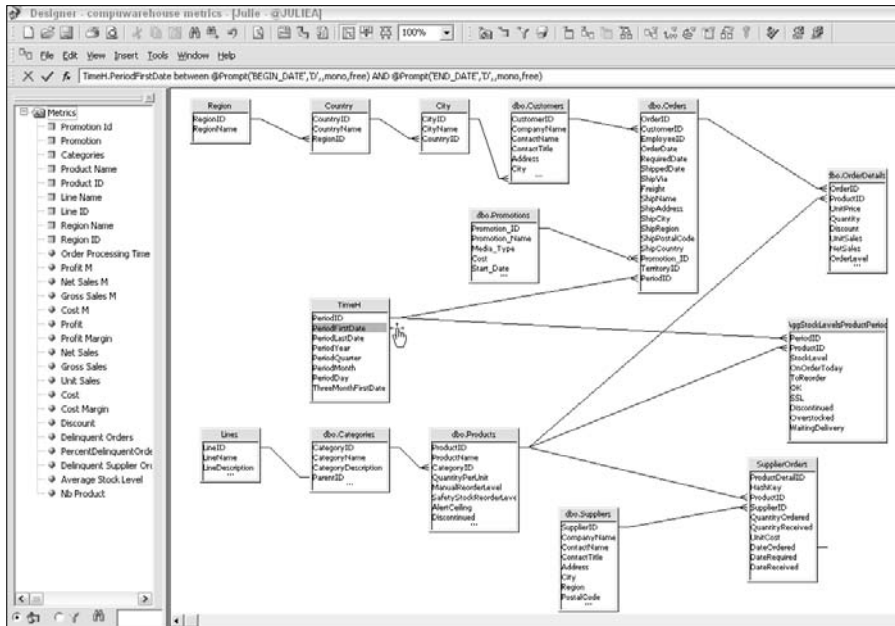 Designer - compuwarehouse metrics - [Julie - @JULIEA]
100%
File Edit View Insert Tools Window Help
TimeH.PeriodFirstDate between @Prompt('BEGIN_DATE','D',,mono,free) AND @Prompt('END_DATE','D',,mono,free)
Metrics
Promotion Id
Promotion
Categories
Product Name
Product ID
Line Name
Line ID
Region Name
Region ID
Order Processing Time
Profit M
Net Sales M
Gross Sales M
Cost M
Profit
Profit Margin
Net Sales
Gross Sales
Unit Sales
Cost
Cost Margin
Discount
Delinquent Orders
PercentDelinquentOrde
Delinquent Supplier Or
Average Stock Level
Nb Product
Region
RegionID
RegionName
Country
CountryID
CountryName
RegionID
City
CityID
CityName
CountryID
dbo.Customers
CustomerID
CompanyName
ContactName
ContactTitle
Address
City
...
dbo.Orders
OrderID
CustomerID
EmployeeID
OrderDate
RequiredDate
ShippedDate
ShipVia
Freight
ShipName
ShipAddress
ShipCity
ShipRegion
ShipPostalCode
ShipCountry
Promotion_ID
TerritoryID
PeriodID
dbo.OrderDetails
OrderID
ProductID
UnitPrice
Quantity
Discount
UnitSales
NetSales
OrderLevel
...
dbo.Promotions
Promotion_ID
Promotion_Name
Media_Type
Cost
Start_Date
...
TimeH
PeriodID
PeriodFirstDate
PeriodLastDate
PeriodYear
PeriodQuarter
PeriodMonth
PeriodDay
ThreeMonthFirstDate
AggStockLevelsProductPeriod
PeriodID
ProductID
StockLevel
OnOrderToday
ToReorder
OK
SSL
Discontinued
Overstocked
WaitingDelivery
Lines
LineID
LineName
LineDescription
...
dbo.Categories
CategoryID
CategoryName
CategoryDescription
ParentID
...
dbo.Products
ProductID
ProductName
CategoryID
QuantityPerUnit
ManualReorderLevel
SafetyStockReorderLeve
AlertCeiling
Discontinued
...
dbo.Suppliers
SupplierID
CompanyName
ContactName
ContactTitle
Address
City
Region
PostalCode
...
SupplierOrders
ProductDetailID
HashKey
ProductID
SupplierID
QuantityOrdered
QuantityReceived
UnitCost
DateOrdered
DateRequired
DateReceived